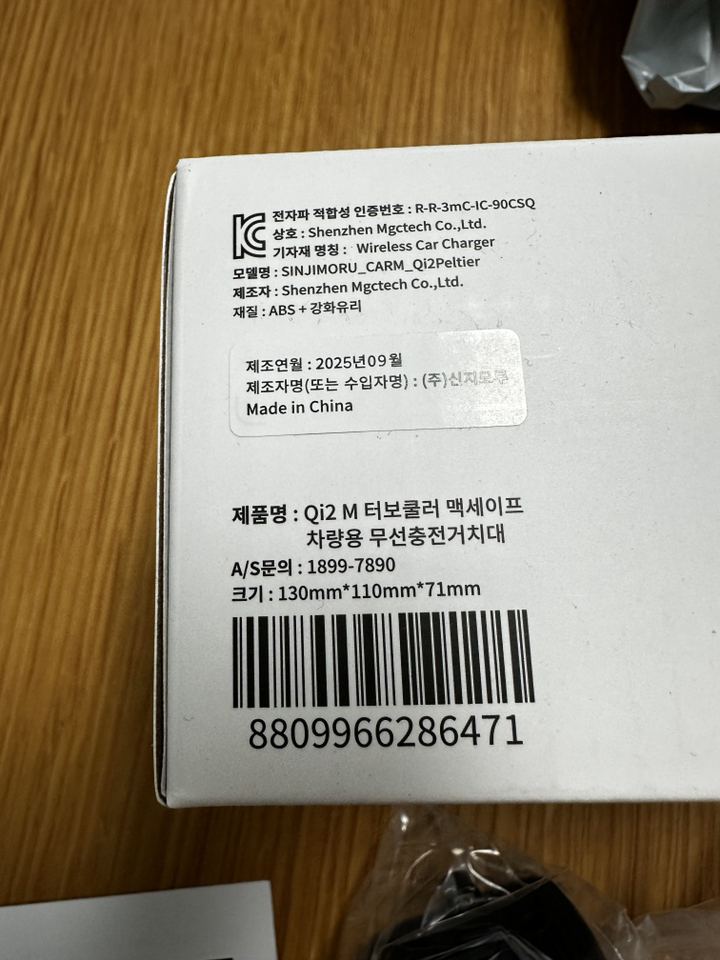 전자파 적합성 인증번호 : R-R-3mC-IC-90CSQ
상호 : Shenzhen Mgctech Co.,Ltd.
기자재 명칭 : Wireless Car Charger
모델명 : SINJIMORU_CARM_Qi2Peltier
제조자 : Shenzhen Mgctech Co.,Ltd.
재질 : ABS + 강화유리
제조연월 : 2025년09월
제조자명(또는 수입자명) : (주)신지모루
Made in China
제품명 : Qi2 M 터보쿨러 맥세이프
차량용 무선충전거치대
A/S문의 : 1899-7890
크기 : 130mm*110mm*71mm
8809966286471